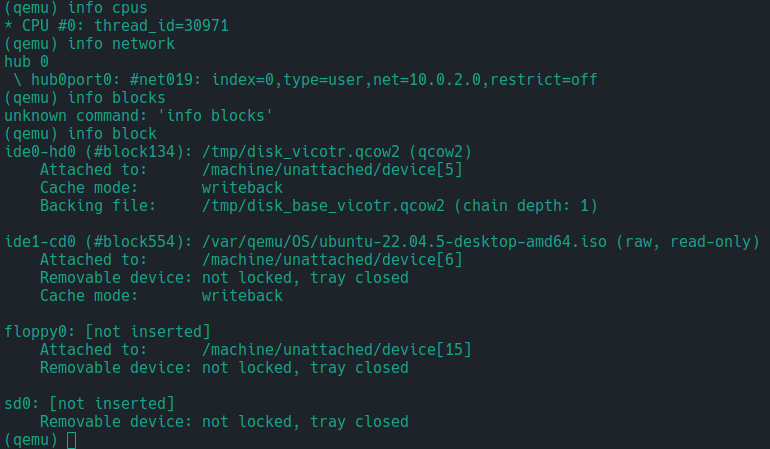 (qemu) info cpus
* CPU #0: thread_id=30971
(qemu) info network
hub 0
 \ hub0port0: #net019: index=0,type=user,net=10.0.2.0,restrict=off
(qemu) info blocks
unknown command: 'info blocks'
(qemu) info block
ide0-hd0 (#block134): /tmp/disk_vicotr.qcow2 (qcow2)
    Attached to:      /machine/unattached/device[5]
    Cache mode:       writeback
    Backing file:     /tmp/disk_base_vicotr.qcow2 (chain depth: 1)

ide1-cd0 (#block554): /var/qemu/OS/ubuntu-22.04.5-desktop-amd64.iso (raw, read-only)
    Attached to:      /machine/unattached/device[6]
    Removable device: not locked, tray closed
    Cache mode:       writeback

floppy0: [not inserted]
    Attached to:      /machine/unattached/device[15]
    Removable device: not locked, tray closed

sd0: [not inserted]
    Removable device: not locked, tray closed
(qemu)